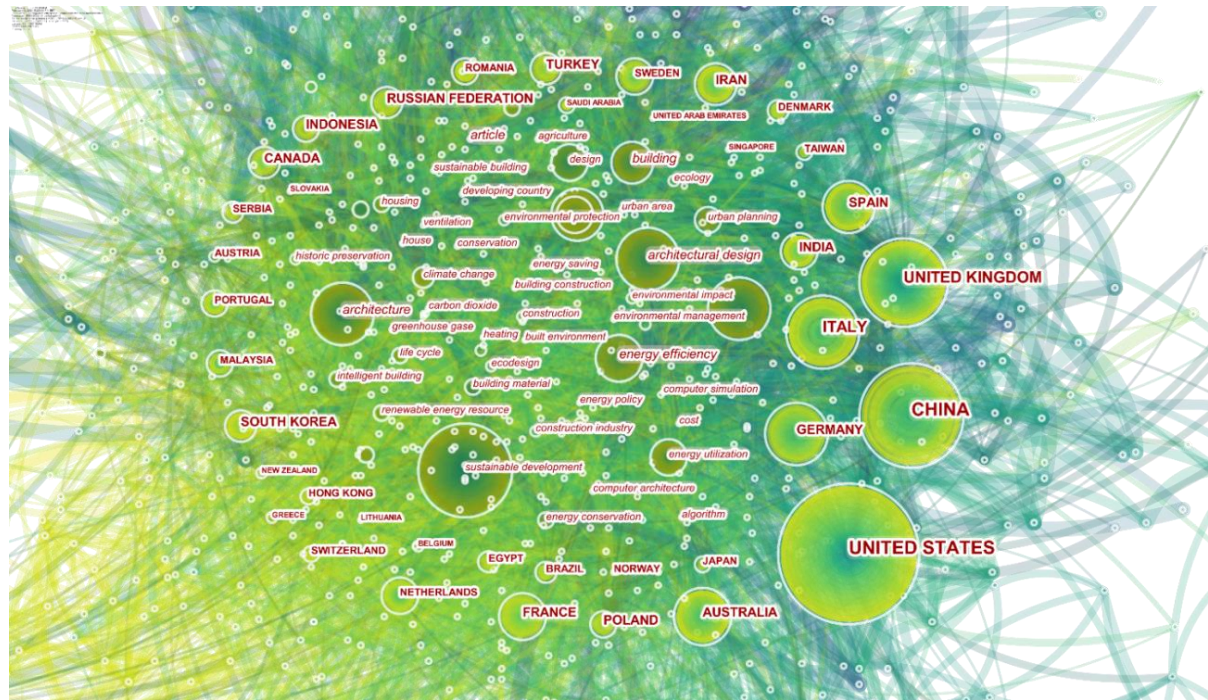 ROMANIA
TURKEY
SWEDEN
IRAN
RUSSIAN FEDERATION
SAUDI ARABIA
UNITED ARAB EMIRATES
DENMARK
INDONESIA
article
agriculture
SINGAPORE
TAIWAN
CANADA
sustainable building
design
building
ecology
SLOVAKIA
developing country
housing
SPAIN
SERBIA
ventilation
environmental protection
urban area
urban planning
house
conservation
INDIA
AUSTRIA
historic preservation
architectural design
energy saving
climate change
building construction
UNITED KINGDOM
PORTUGAL
architecture
carbon dioxide
environmental impact
construction
environmental management
greenhouse gase
heating
built environment
ITALY
MALAYSIA
life cycle
ecodesign
energy efficiency
intelligent building
building material
computer simulation
energy policy
renewable energy resource
CHINA
SOUTH KOREA
construction industry
cost
GERMANY
energy utilization
NEW ZEALAND
sustainable development
HONG KONG
computer architecture
GREECE
LITHUANIA
energy conservation
algorithm
SWITZERLAND
BELGIUM
UNITED STATES
EGYPT
BRAZIL
NORWAY
JAPAN
NETHERLANDS
FRANCE
POLAND
AUSTRALIA